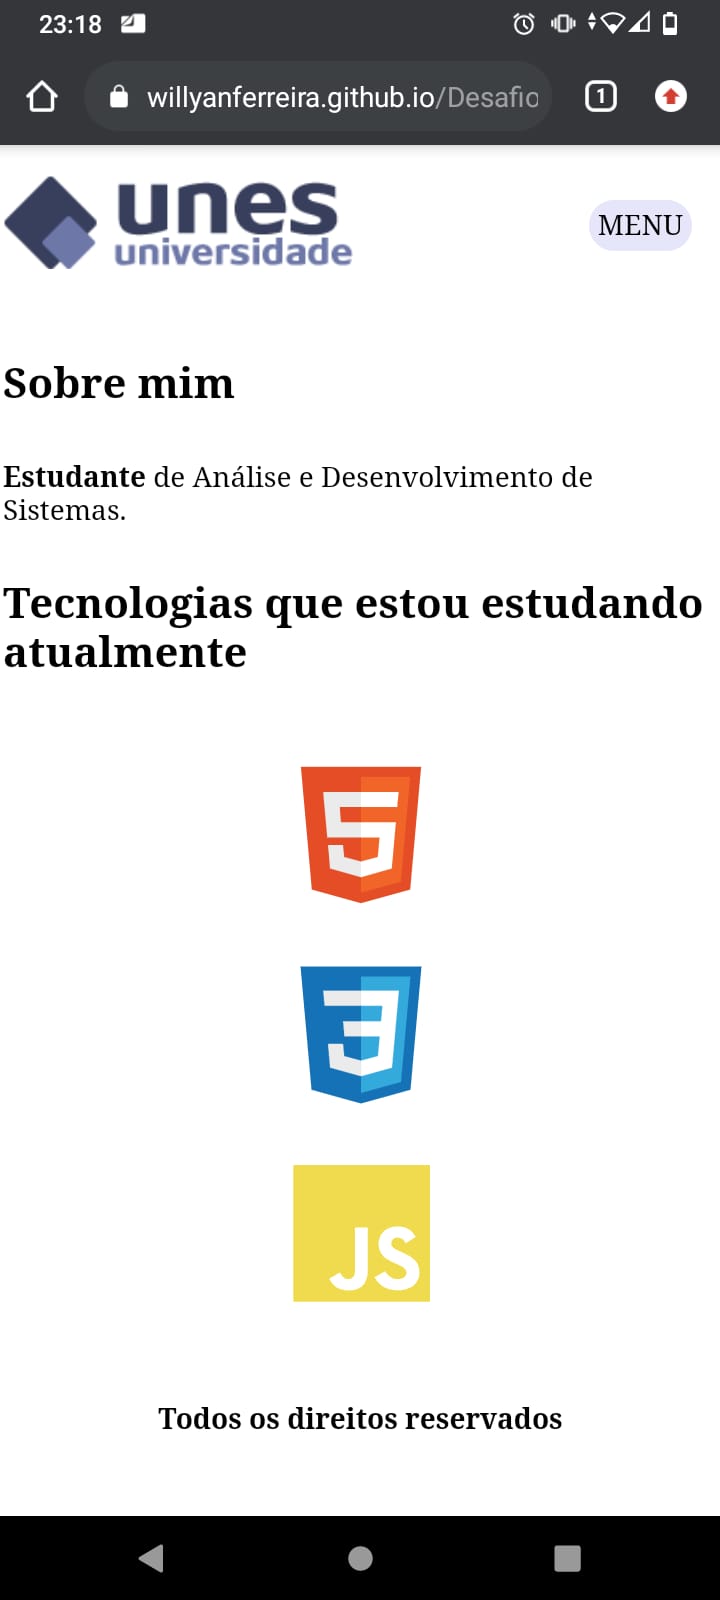 23:18
willyanferreira.github.io/Desafio
1
unes
universidade
MENU
Sobre mim
Estudante de Análise e Desenvolvimento de
Sistemas.
Tecnologias que estou estudando
atualmente
5
3
JS
Todos os direitos reservados